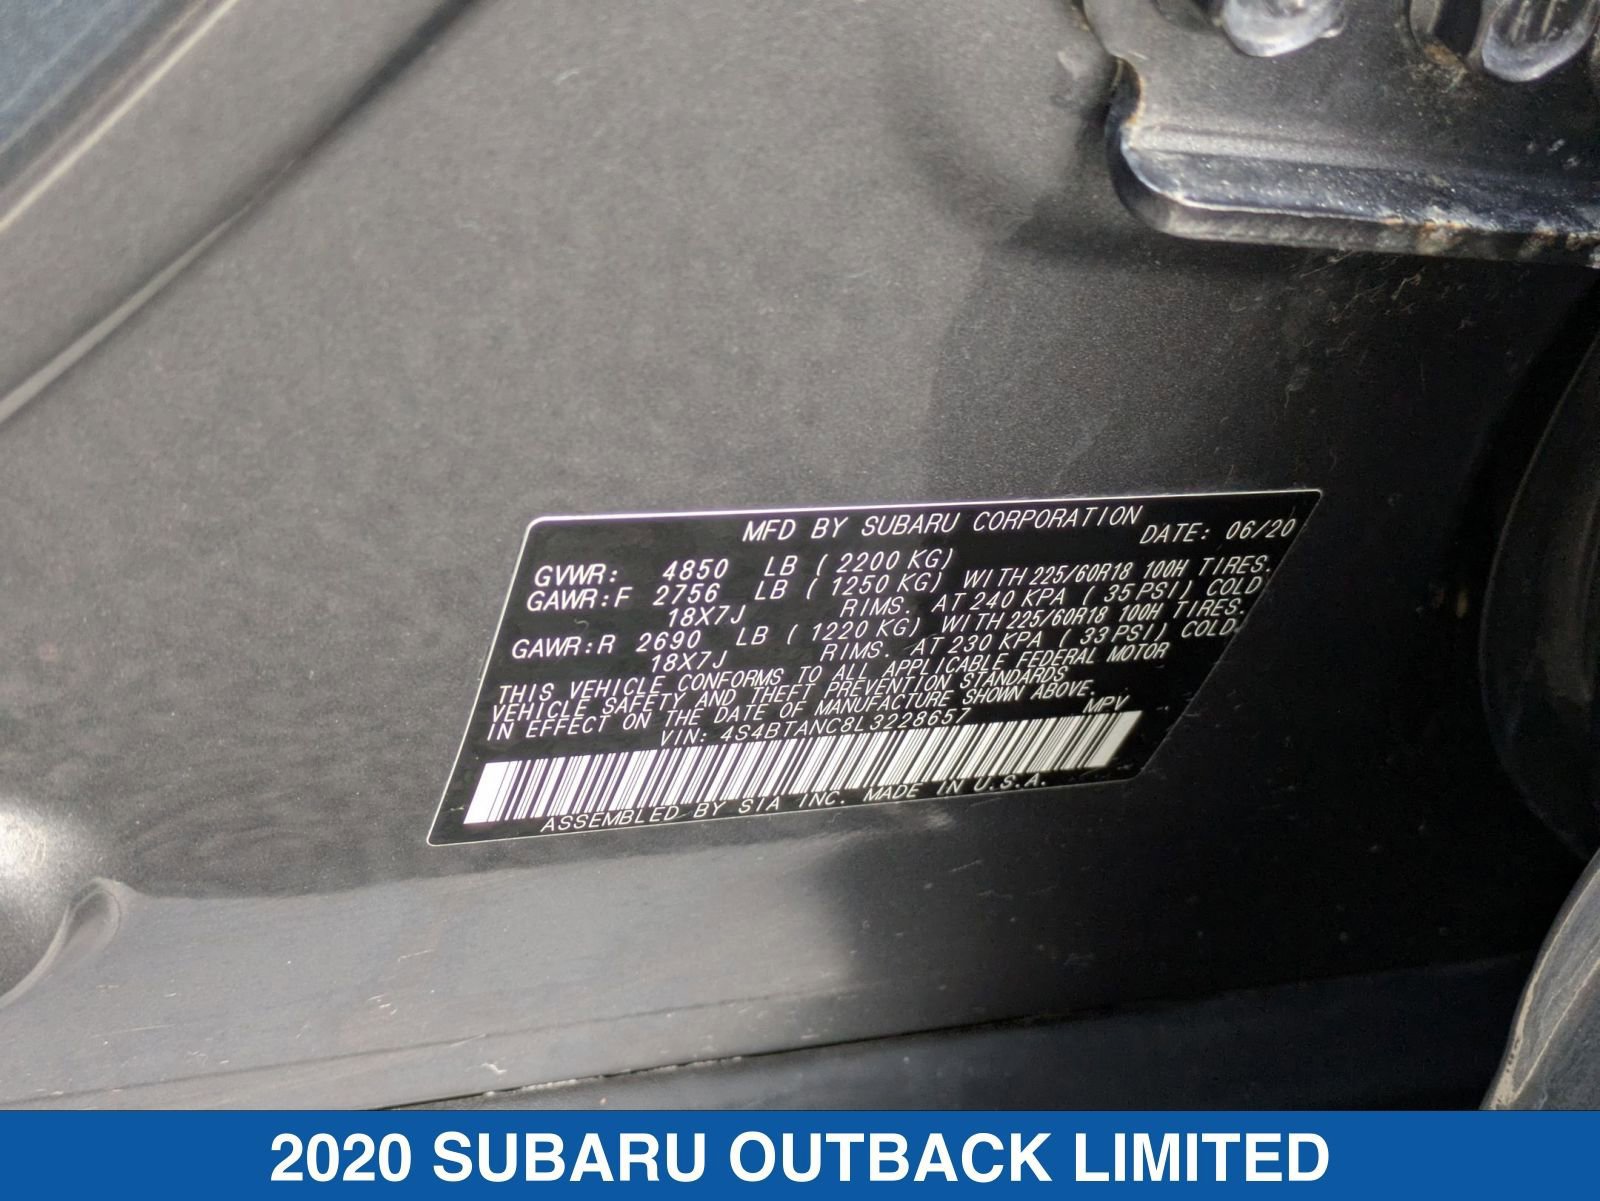 MFD BY SUBARU CORPORATION
DATE: 06/20
GVWR: 4850 LB ( 2200 KG)
GAWR:F 2756 LB ( 1250 KG) WITH 225/60R18 100H TIRES.
18X7J RIMS. AT 240 KPA ( 35 PSI) COLD
GAWR:R 2690 LB ( 1220 KG) WITH 225/60R18 100H TIRES.
18X7J RIMS. AT 230 KPA ( 33 PSI) COLD.
THIS VEHICLE CONFORMS TO ALL APPLICABLE FEDERAL MOTOR
VEHICLE SAFETY AND THEFT PREVENTION STANDARDS
IN EFFECT ON THE DATE OF MANUFACTURE SHOWN ABOVE.
VIN: 4S4BTANC8L3228657 MPV
ASSEMBLED BY SIA INC. MADE IN U.S.A.
2020 SUBARU OUTBACK LIMITED